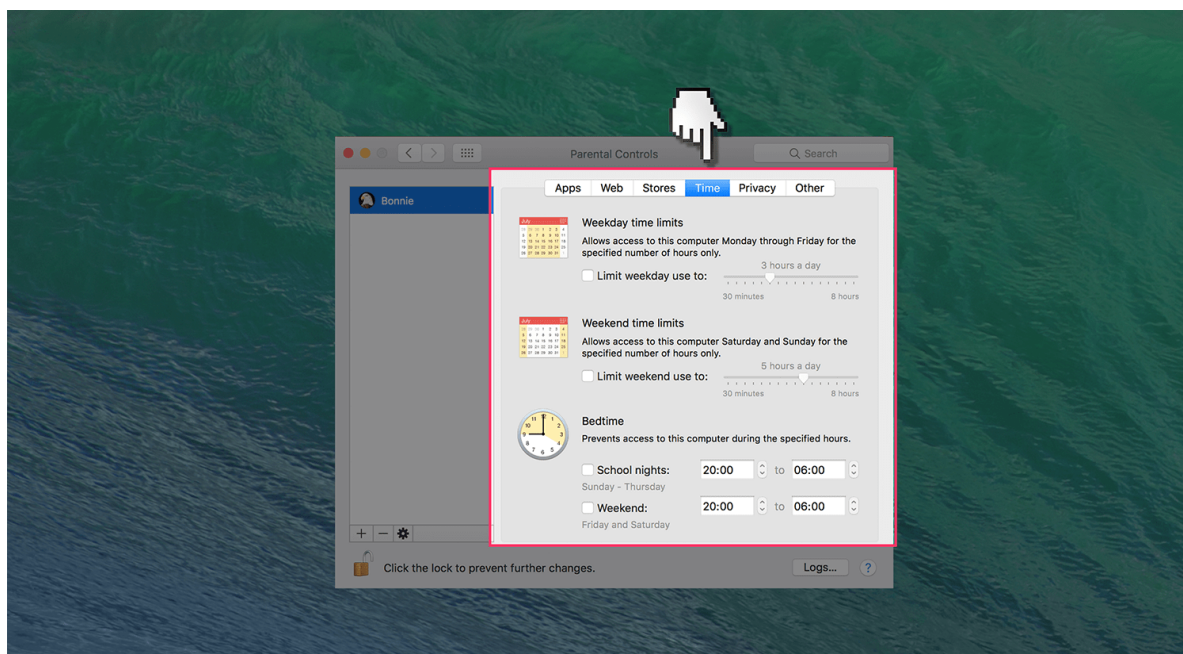 Parental Controls
Search
Bonnie
Apps Web Stores Time Privacy Other
Weekday time limits
Allows access to this computer Monday through Friday for the
specified number of hours only.
3 hours a day
Limit weekday use to:
30 minutes 8 hours
Weekend time limits
Allows access to this computer Saturday and Sunday for the
specified number of hours only.
5 hours a day
Limit weekend use to:
30 minutes 8 hours
Bedtime
Prevents access to this computer during the specified hours.
School nights: 20:00 to 06:00
Sunday - Thursday
Weekend: 20:00 to 06:00
Friday and Saturday
Click the lock to prevent further changes.
Logs... ?